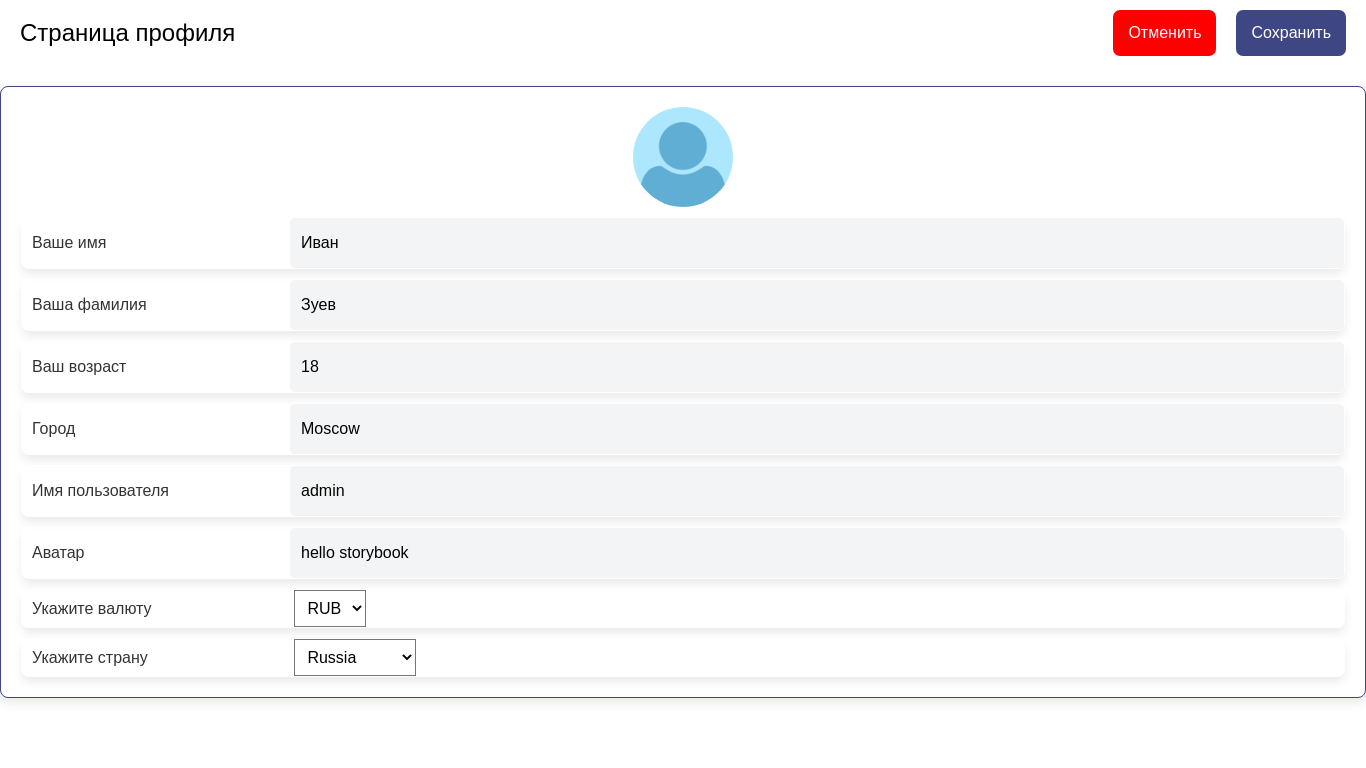 Страница профиля
Отменить
Сохранить
Ваше имя
Иван
Ваша фамилия
Зуев
Ваш возраст
18
Город
Moscow
Имя пользователя
admin
Аватар
hello storybook
Укажите валюту
RUB
Укажите страну
Russia